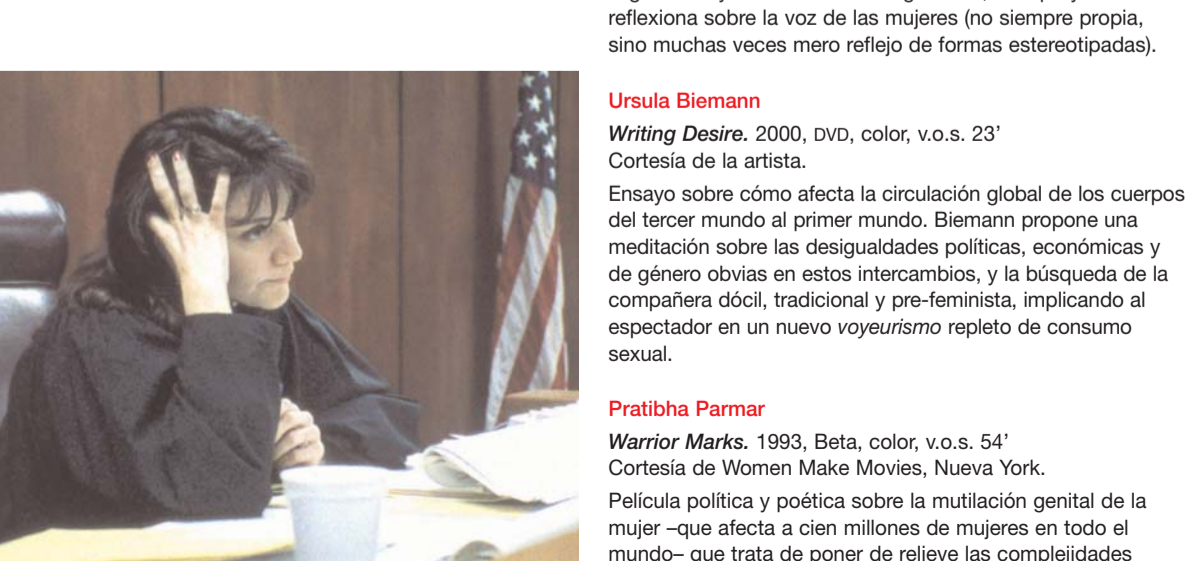 reflexiona sobre la voz de las mujeres (no siempre propia,
sino muchas veces mero reflejo de formas estereotipadas).
Ursula Biemann
Writing Desire. 2000, DVD, color, v.o.s. 23’
Cortesía de la artista.
Ensayo sobre cómo afecta la circulación global de los cuerpos
del tercer mundo al primer mundo. Biemann propone una
meditación sobre las desigualdades políticas, económicas y
de género obvias en estos intercambios, y la búsqueda de la
compañera dócil, tradicional y pre-feminista, implicando al
espectador en un nuevo voyeurismo repleto de consumo
sexual.
Pratibha Parmar
Warrior Marks. 1993, Beta, color, v.o.s. 54’
Cortesía de Women Make Movies, Nueva York.
Película política y poética sobre la mutilación genital de la
mujer –que afecta a cien millones de mujeres en todo el
mundo– que trata de poner de relieve las complejidades